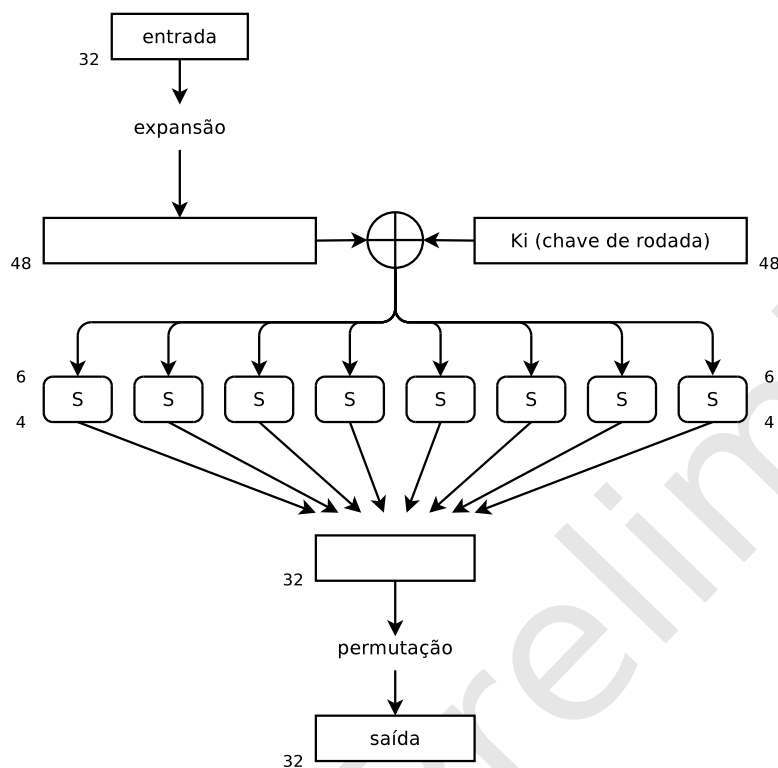 entrada
32
expansão
Ki (chave de rodada)
48
48
6
6
S S S S S S S S
4
4
32
permutação
saída
32